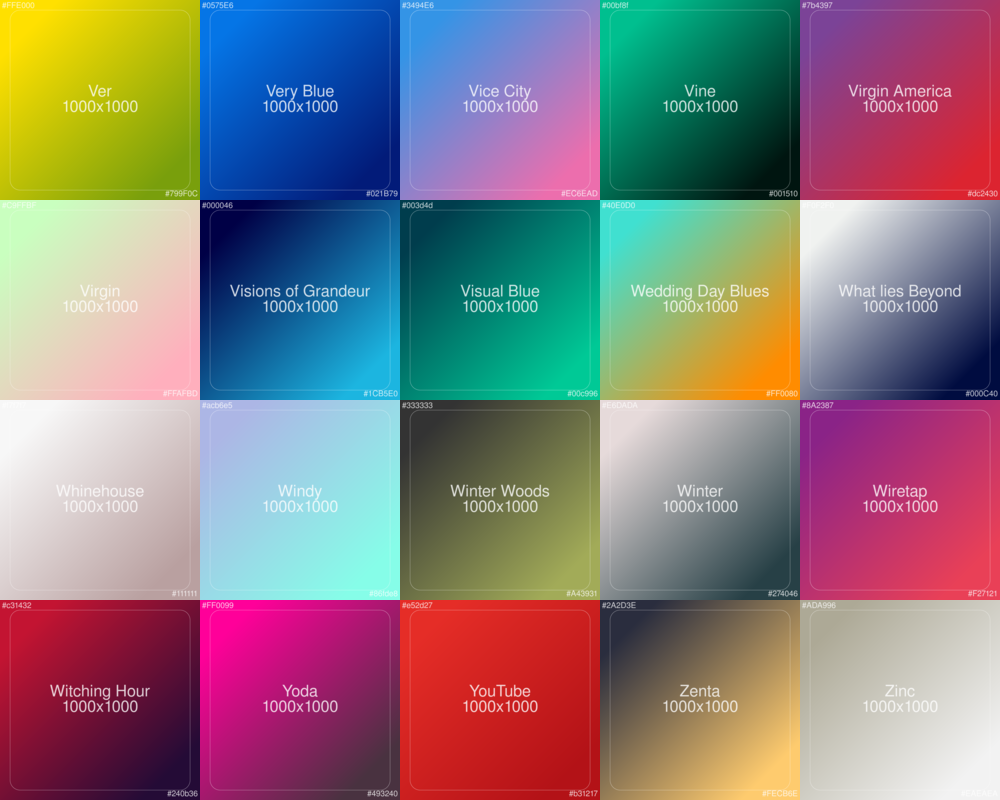 #FFE000
Ver
1000x1000
#799F0C
#0575E6
Very Blue
1000x1000
#021B79
#3494E6
Vice City
1000x1000
#EC6EAD
#00bf8f
Vine
1000x1000
#001510
#7b4397
Virgin America
1000x1000
#dc2430
Virgin
1000x1000
#FFAFBD
#000046
Visions of Grandeur
1000x1000
#1CB5E0
#003d4d
Visual Blue
1000x1000
#00c996
#40E0D0
Wedding Day Blues
1000x1000
#FF0080
What lies Beyond
1000x1000
#000C40
Whinehouse
1000x1000
#111111
#acb6e5
Windy
1000x1000
#86fde8
#333333
Winter Woods
1000x1000
#A43931
#E6DADA
Winter
1000x1000
#274046
#8A2387
Wiretap
1000x1000
#F27121
#c31432
Witching Hour
1000x1000
#240b36
#FF0099
Yoda
1000x1000
#493240
#e52d27
YouTube
1000x1000
#b31217
#2A2D3E
Zenta
1000x1000
#FECB6E
#ADA996
Zinc
1000x1000